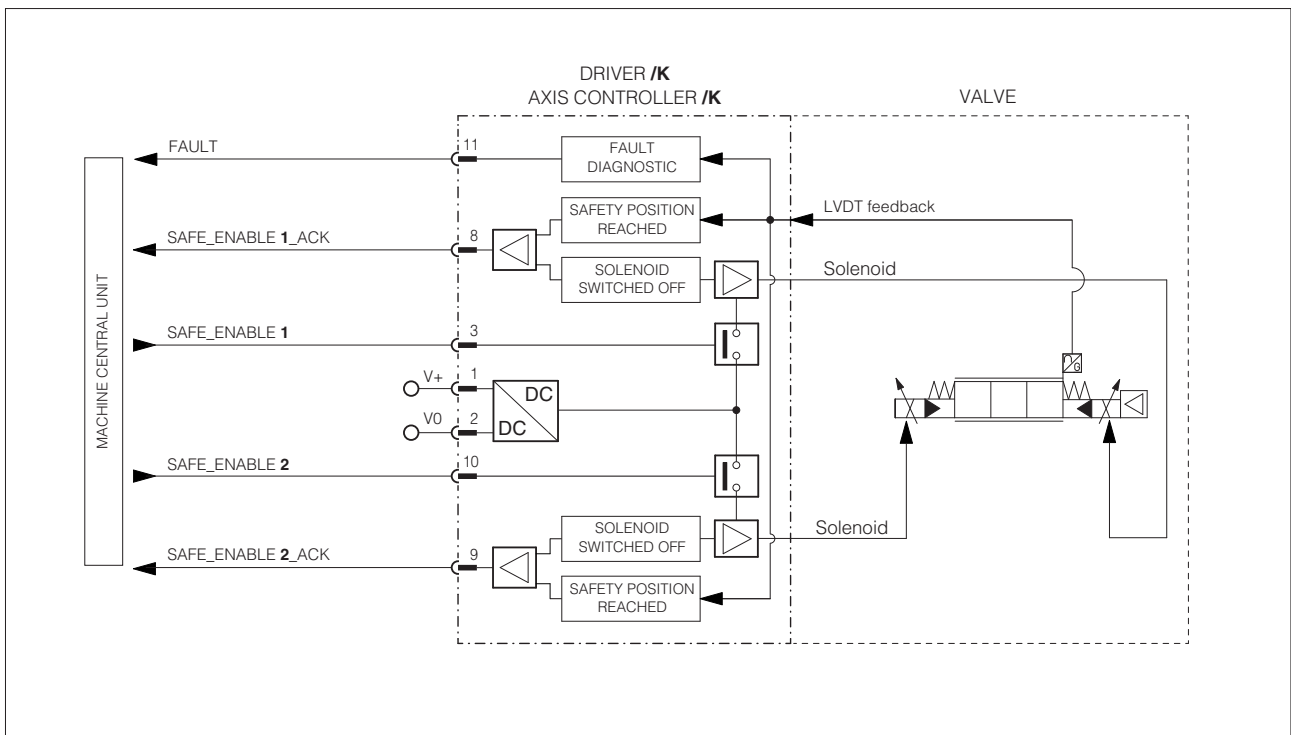 DRIVER /K
AXIS CONTROLLER /K
VALVE
FAULT
11
FAULT
DIAGNOSTIC
SAFETY POSITION
REACHED
LVDT feedback
SAFE_ENABLE 1_ACK
8
SOLENOID
SWITCHED OFF
Solenoid
MACHINE CENTRAL UNIT
SAFE_ENABLE 1
3
V+
1
DC
DC
V0
2
G
SAFE_ENABLE 2
10
SOLENOID
SWITCHED OFF
Solenoid
SAFE_ENABLE 2_ACK
9
SAFETY POSITION
REACHED